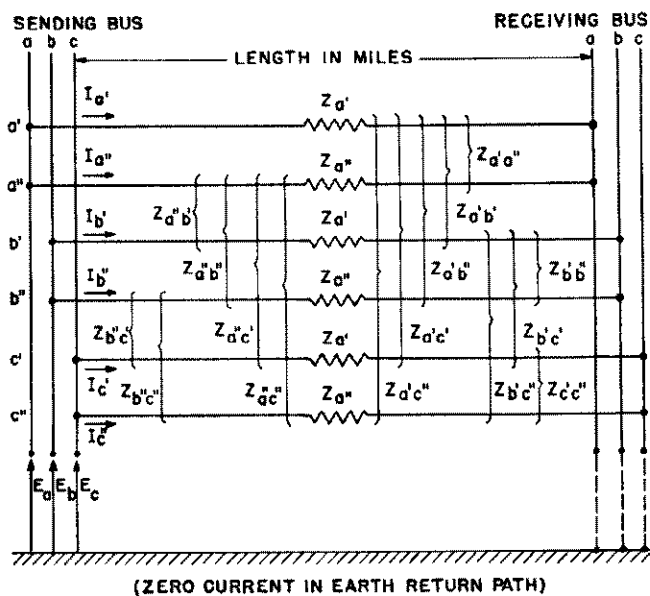 SENDING BUS
RECEIVING BUS
a b c
a b c
LENGTH IN MILES
Ia'
Za'
a'
Ia"
Za"
Za'a"
a"
Za"b'
Ib'
Za'
Za'b'
b'
Za"b"
Za'b"
Zb'b"
Ib"
Za"
b"
Zb"c'
Za"c'
Za'c'
Zb'c'
Za'
c'
Ic'
Zb"c"
Za"c"
Za"
Za'c"
Zb'c"
Zc'c"
c"
Ic"
Ea Eb Ec
(ZERO CURRENT IN EARTH RETURN PATH)